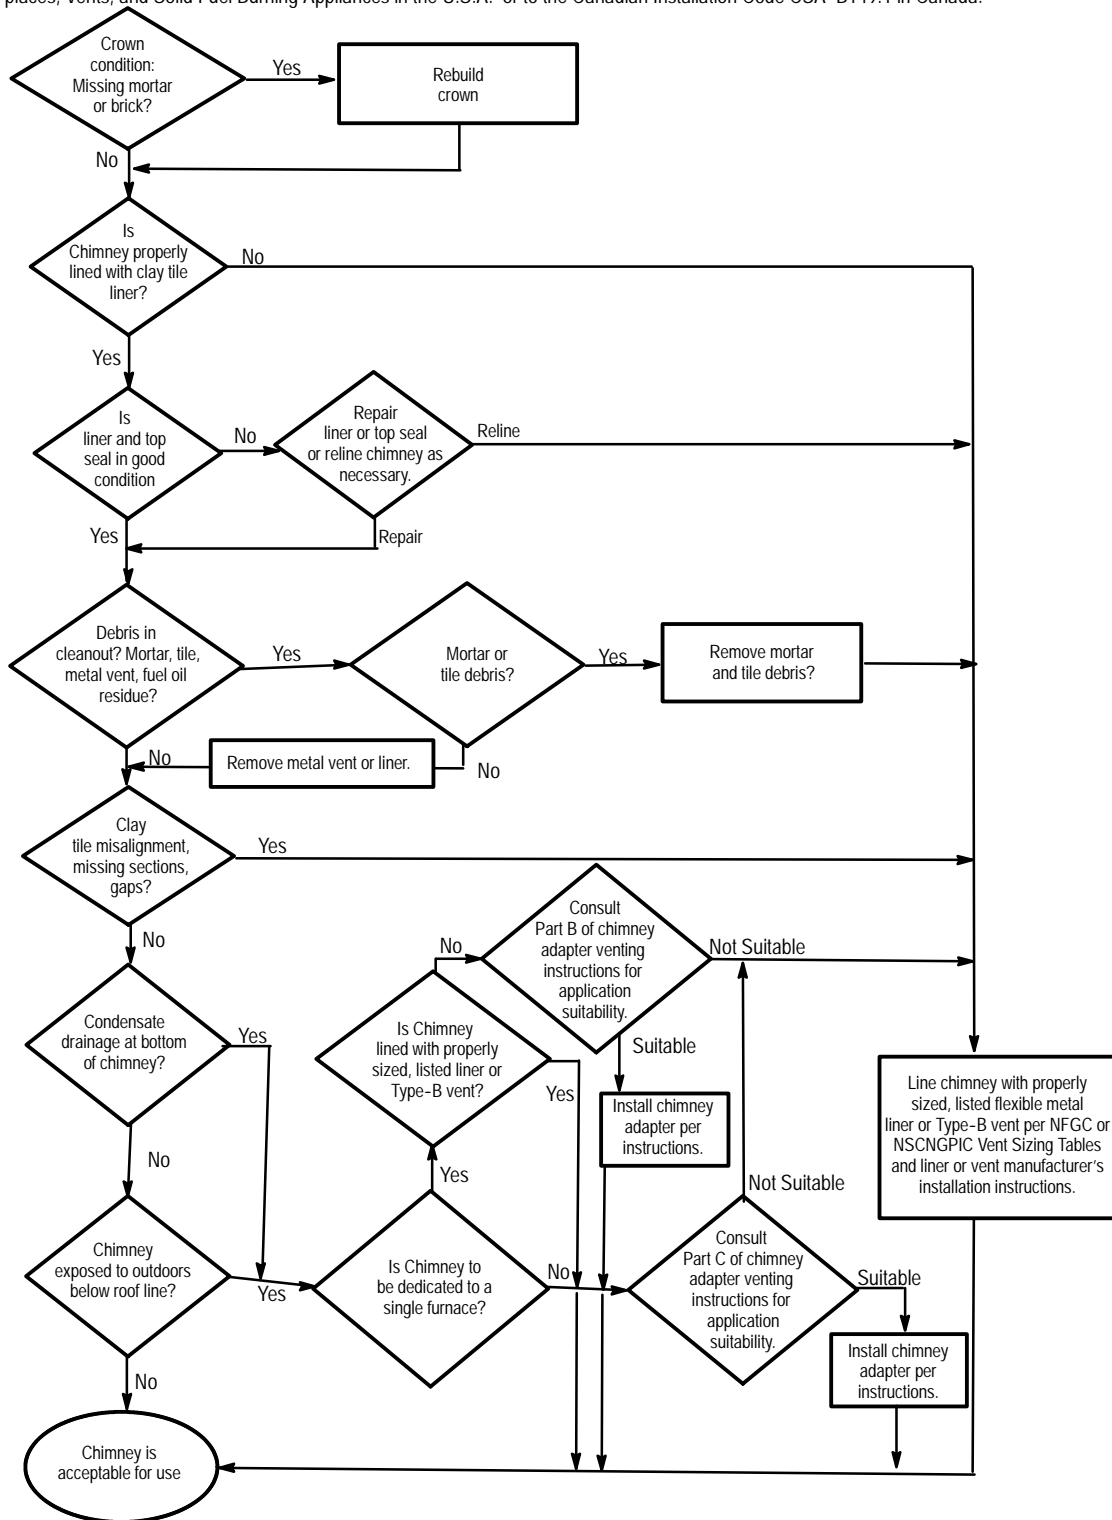 places, Vents, and Solid Fuel Burning Appliances in the U.S.A. or to the Canadian Installation Code CSA
in Canada.
Crown
condition:
Missing mortar
or brick?
Yes
Rebuild
crown
No
Is
Chimney properly
lined with clay tile
liner?
No
Yes
Is
liner and top
seal in good
condition
No
Repair
liner or top seal
or reline chimney as
necessary.
Reline
Yes
Repair
Debris in
cleanout? Mortar, tile,
metal vent, fuel oil
residue?
Yes
Mortar or
tile debris?
Yes
Remove mortar
and tile debris?
No
Remove metal vent or liner.
No
Clay
tile misalignment,
missing sections,
gaps?
Yes
No
Consult
Part B of chimney
adapter venting
instructions for
application
suitability.
No
Not Suitable
Condensate
drainage at bottom
of chimney?
Yes
Is Chimney
lined with properly
sized, listed liner or
Type-B vent?
Suitable
Yes
Install chimney
adapter per
instructions.
Line chimney with properly
sized, listed flexible metal
liner or Type-B vent per NFGC or
NSCNGPIC Vent Sizing Tables
and liner or vent manufacturer's
installation instructions.
No
Yes
Not Suitable
Chimney
exposed to outdoors
below roof line?
Yes
Is Chimney to
be dedicated to a
single furnace?
No
Consult
Part C of chimney
adapter venting
instructions for
application
suitability.
Suitable
Install chimney
adapter per
instructions.
No
Chimney is
acceptable for use